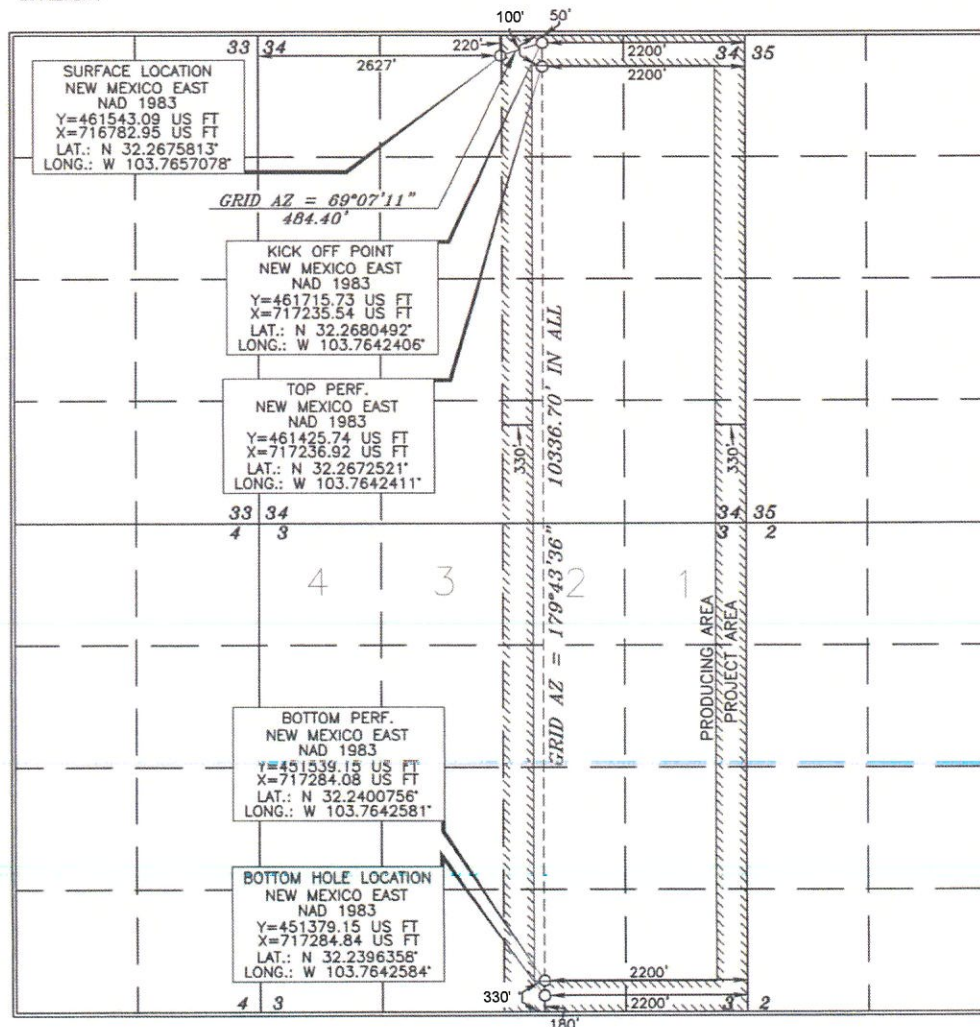 100' 50'
33 34 220' 2200' 34 35
2627' 2200'
SURFACE LOCATION
NEW MEXICO EAST
NAD 1983
Y=461543.09 US FT
X=716782.95 US FT
LAT.: N 32.2675813°
LONG.: W 103.7657078°
GRID AZ = 69°07'11"
484.40'
KICK OFF POINT
NEW MEXICO EAST
NAD 1983
Y=461715.73 US FT
X=717235.54 US FT
LAT.: N 32.2680492°
LONG.: W 103.7642406°
TOP PERF.
NEW MEXICO EAST
NAD 1983
Y=461425.74 US FT
X=717236.92 US FT
LAT.: N 32.2672521°
LONG.: W 103.7642411°
GRID AZ = 179°43'36" 10336.70' IN ALL
330'
330'
33 34 34 35
4 3 3 2
4 3 2 1
PRODUCING AREA
PROJECT AREA
BOTTOM PERF.
NEW MEXICO EAST
NAD 1983
Y=451539.15 US FT
X=717284.08 US FT
LAT.: N 32.2400756°
LONG.: W 103.7642581°
BOTTOM HOLE LOCATION
NEW MEXICO EAST
NAD 1983
Y=451379.15 US FT
X=717284.84 US FT
LAT.: N 32.2396358°
LONG.: W 103.7642584°
2200'
330' 2200'
4 3 3 2
180'